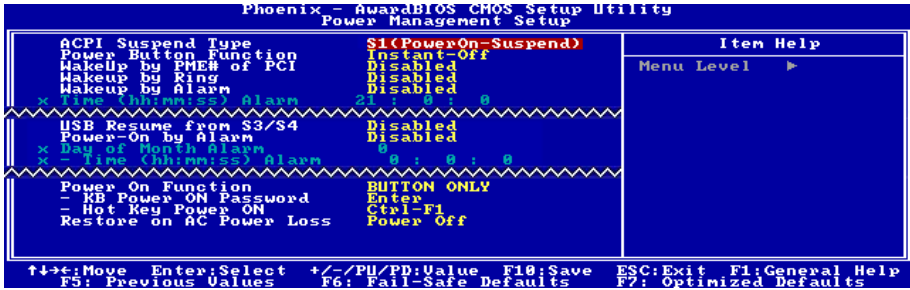 Phoenix - AwardBIOS CMOS Setup Utility
Power Management Setup
ACPI Suspend Type S1(PowerOn-Suspend)
Power Button Function Instant-Off
WakeUp by PME# of PCI Disabled
Wakeup by Ring Disabled
Wakeup by Alarm Disabled
x Time (hh:mm:ss) Alarm 21 : 0 : 0
USB Resume from S3/S4 Disabled
Power-On by Alarm Disabled
x Day of Month Alarm 0
x - Time (hh:mm:ss) Alarm 0 : 0 : 0
Power On Function BUTTON ONLY
- KB Power ON Password Enter
- Hot Key Power ON Ctrl-F1
Restore on AC Power Loss Power Off
Item Help
Menu Level ►
↑↓→←:Move Enter:Select +/-/PU/PD:Value F10:Save ESC:Exit F1:General Help
F5: Previous Values F6: Fail-Safe Defaults F7: Optimized Defaults